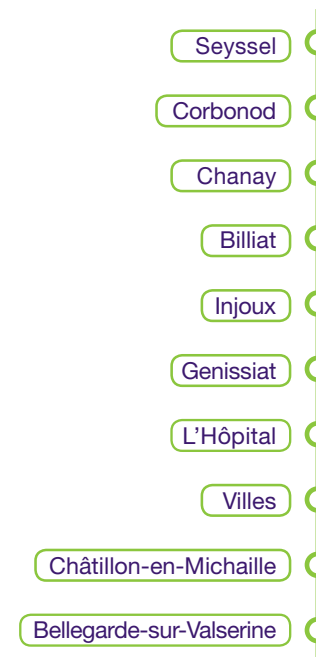 Seyssel
Corbonod
Chanay
Billiat
Injoux
Genissiat
L’Hôpital
Villes
Châtillon-en-Michaille
Bellegarde-sur-Valserine